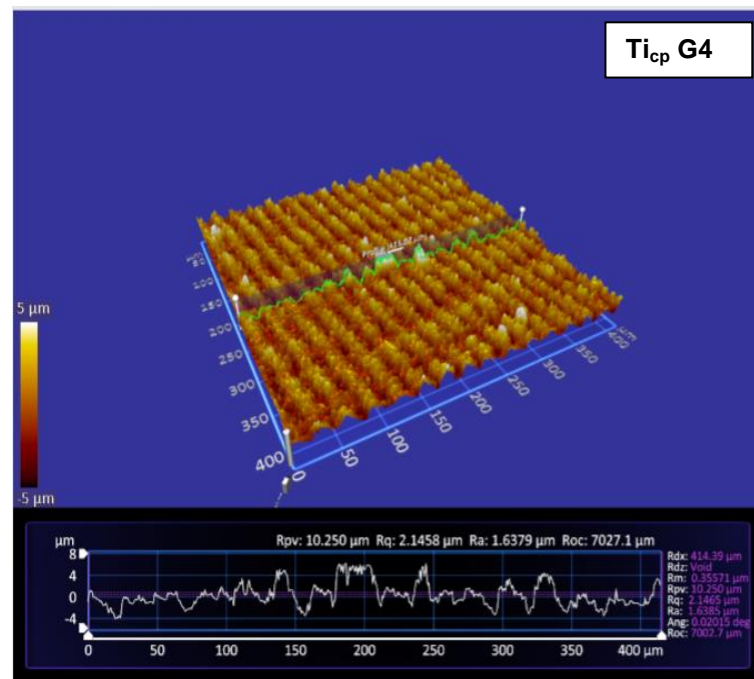 Ti_cp G4
µm
50
100
150
200
250
300
350
400
0
50
100
150
200
250
300
350
400
µm
5 µm
-5 µm
µm
Rpv: 10.250 µm Rq: 2.1458 µm Ra: 1.6379 µm Roc: 7027.1 µm
8
4
0
-4
0 50 100 150 200 250 300 350 400 µm
Rdx: 414.39 µm
Rdz: Void
Rm: 0.35571 µm
Rpv: 10.250 µm
Rq: 2.1465 µm
Ra: 1.6385 µm
Ang: 0.02015 deg
Roc: 7002.7 µm